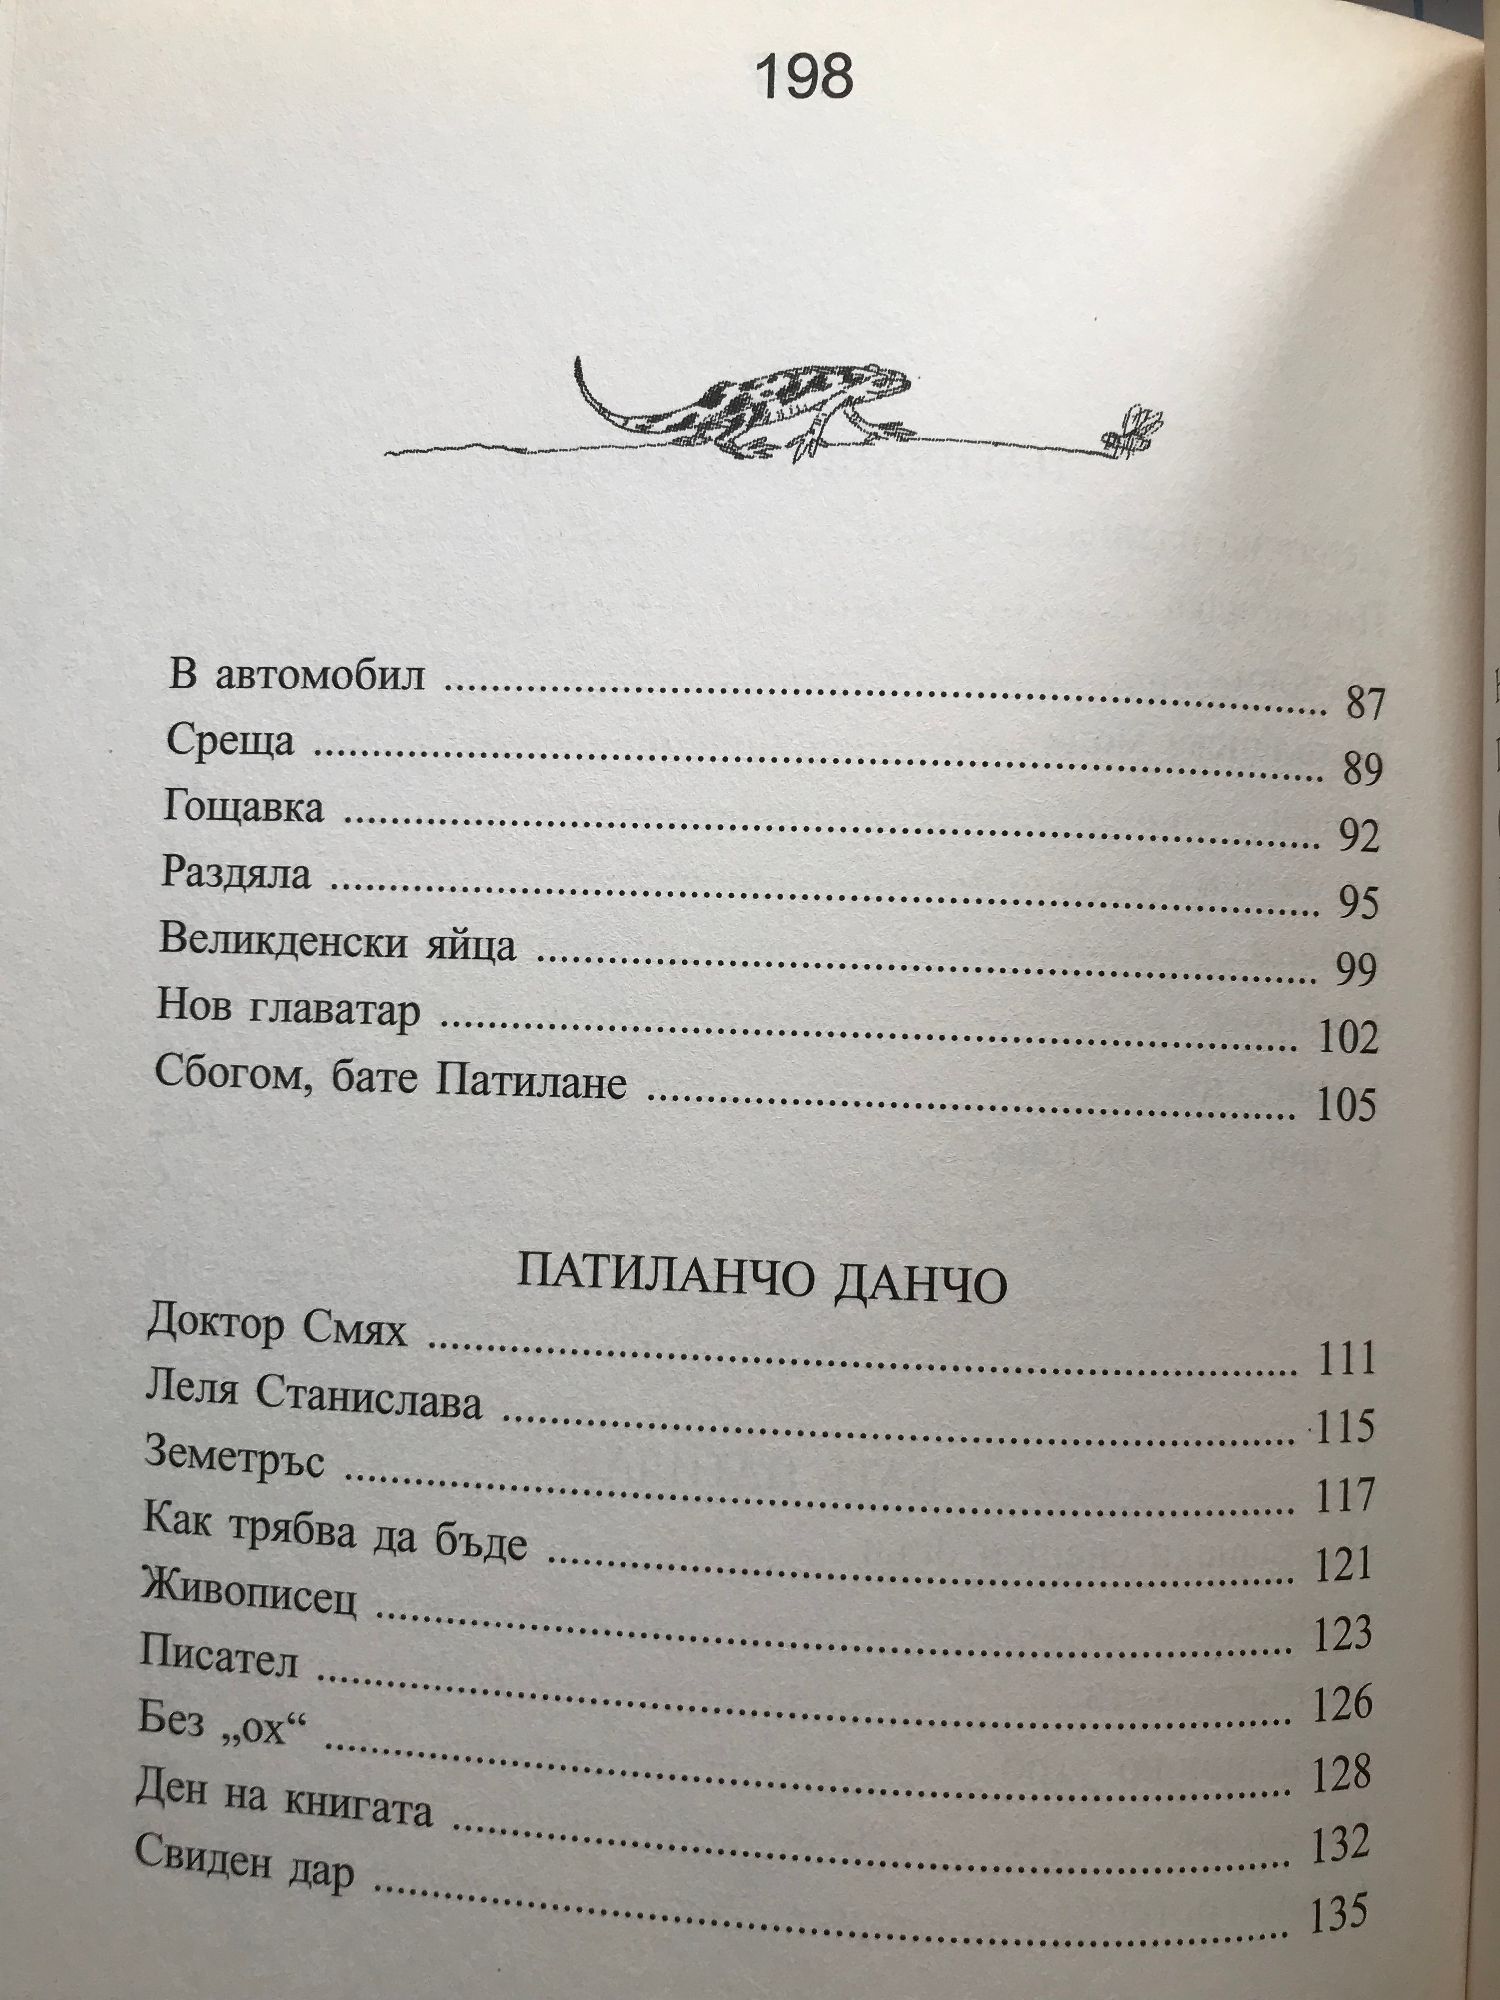 198
В автомобил ........ 87
Среща ........ 89
Гощавка ........ 92
Раздяла ........ 95
Великденски яйца ........ 99
Нов главатар ........ 102
Сбогом, бате Патилане ........ 105
ПАТИЛАНЧО ДАНЧО
Доктор Смях ........ 111
Леля Станислава ........ 115
Земетръс ........ 117
Как трябва да бъде ........ 121
Живописец ........ 123
Писател ........ 126
Без „ох“ ........ 128
Ден на книгата ........ 132
Свиден дар ........ 135